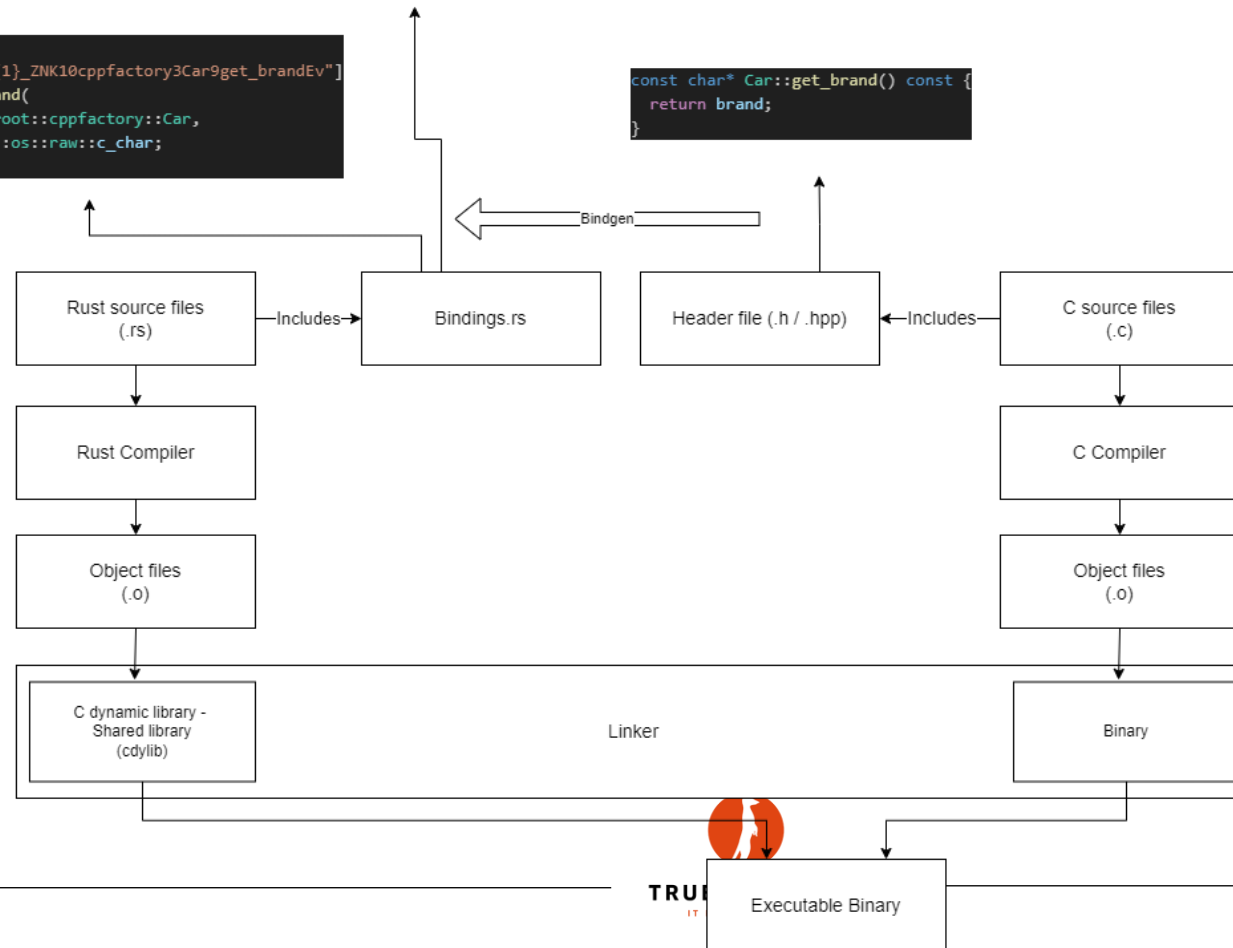 1}_ZNK10cppfactory3Car9get_brandEv"]
and(
root::cppfactory::Car,
::os::raw::c_char;
const char* Car::get_brand() const {
return brand;
}
Bindgen
Rust source files
(.rs)
Includes
Bindings.rs
Header file (.h / .hpp)
Includes
C source files
(.c)
Rust Compiler
C Compiler
Object files
(.o)
Object files
(.o)
C dynamic library -
Shared library
(cdylib)
Linker
Binary
TRU
IT
Executable Binary